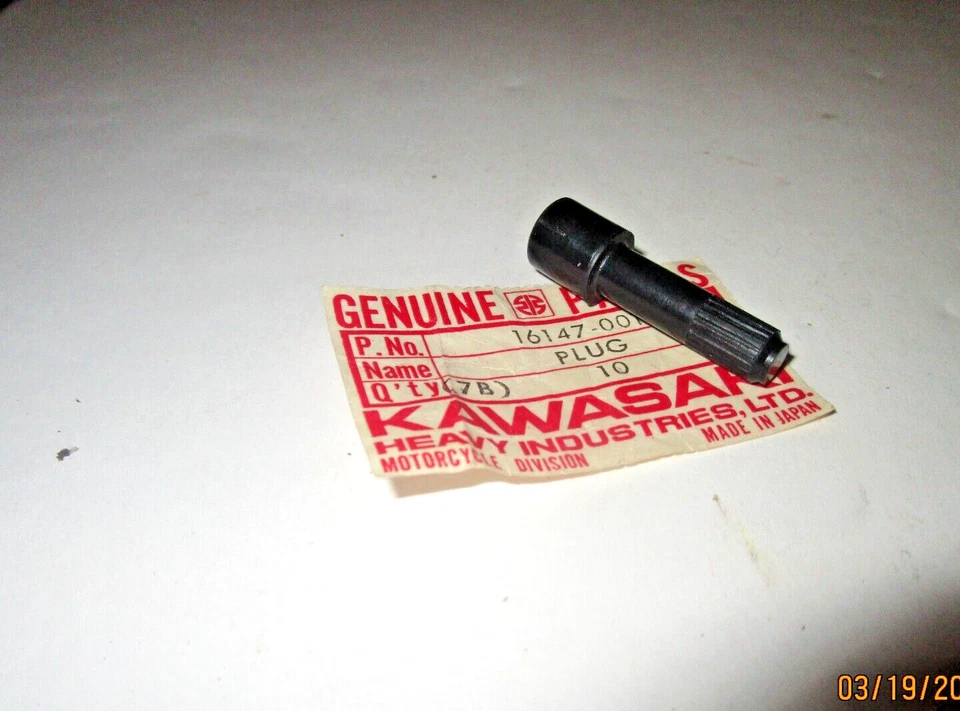 GENUINE
P. No. 16147-001
Name PLUG
Q'ty (7B) 10
KAWASAKI
HEAVY INDUSTRIES, LTD.
MOTORCYCLE DIVISION MADE IN JAPAN
03/19/20